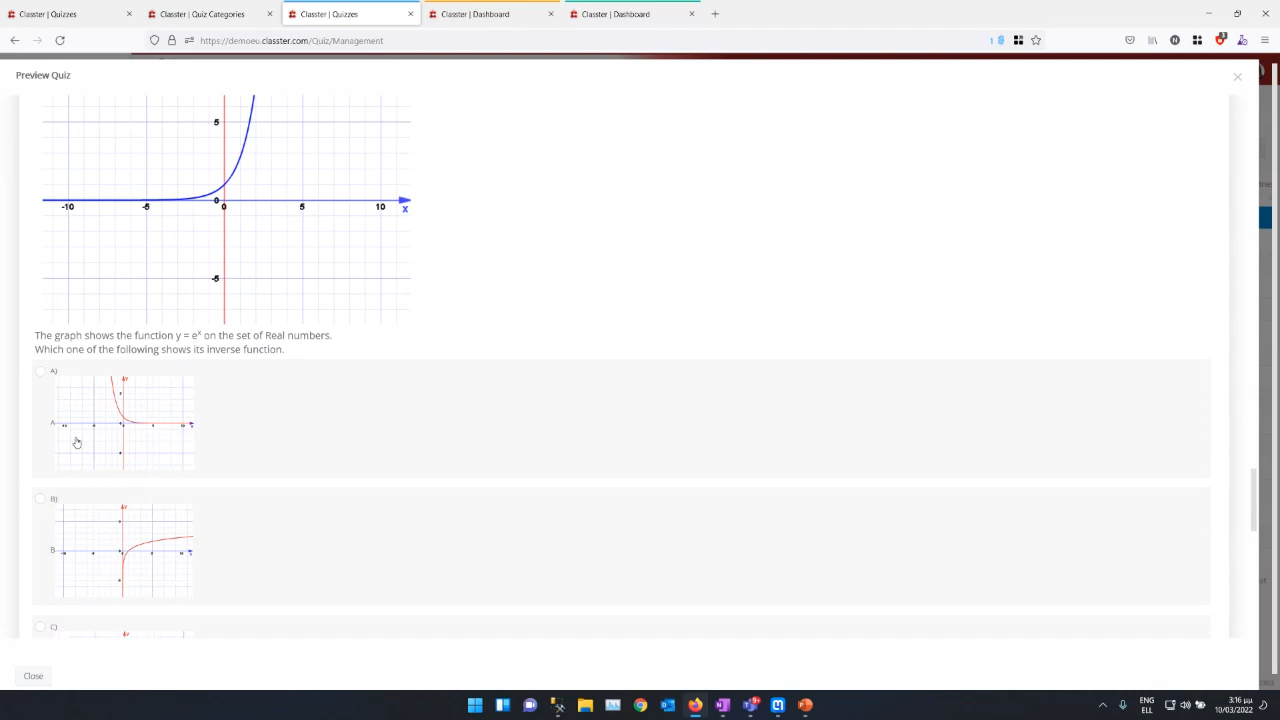 Classter | Quizzes
Classter | Quiz Categories
Classter | Quizzes
Classter | Dashboard
Classter | Dashboard
https://demoeu.classter.com/Quiz/Management
Preview Quiz
5
-10
-5
0
0
5
10
x
-5
The graph shows the function y = eˣ on the set of Real numbers.
Which one of the following shows its inverse function.
A)
A
B)
B
C)
Close
ENG
ELL
3:16 μμ
10/03/2022